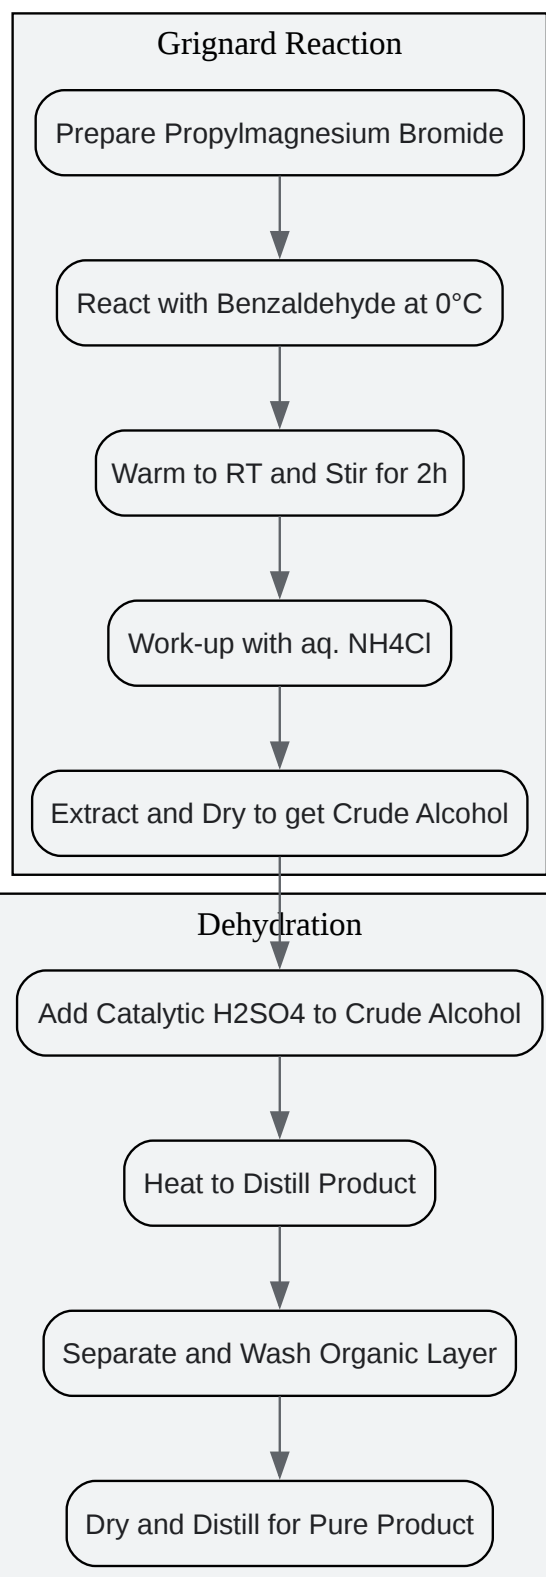 Grignard Reaction
Prepare Propylmagnesium Bromide
React with Benzaldehyde at 0°C
Warm to RT and Stir for 2h
Work-up with aq. NH4Cl
Extract and Dry to get Crude Alcohol
Dehydration
Add Catalytic H2SO4 to Crude Alcohol
Heat to Distill Product
Separate and Wash Organic Layer
Dry and Distill for Pure Product